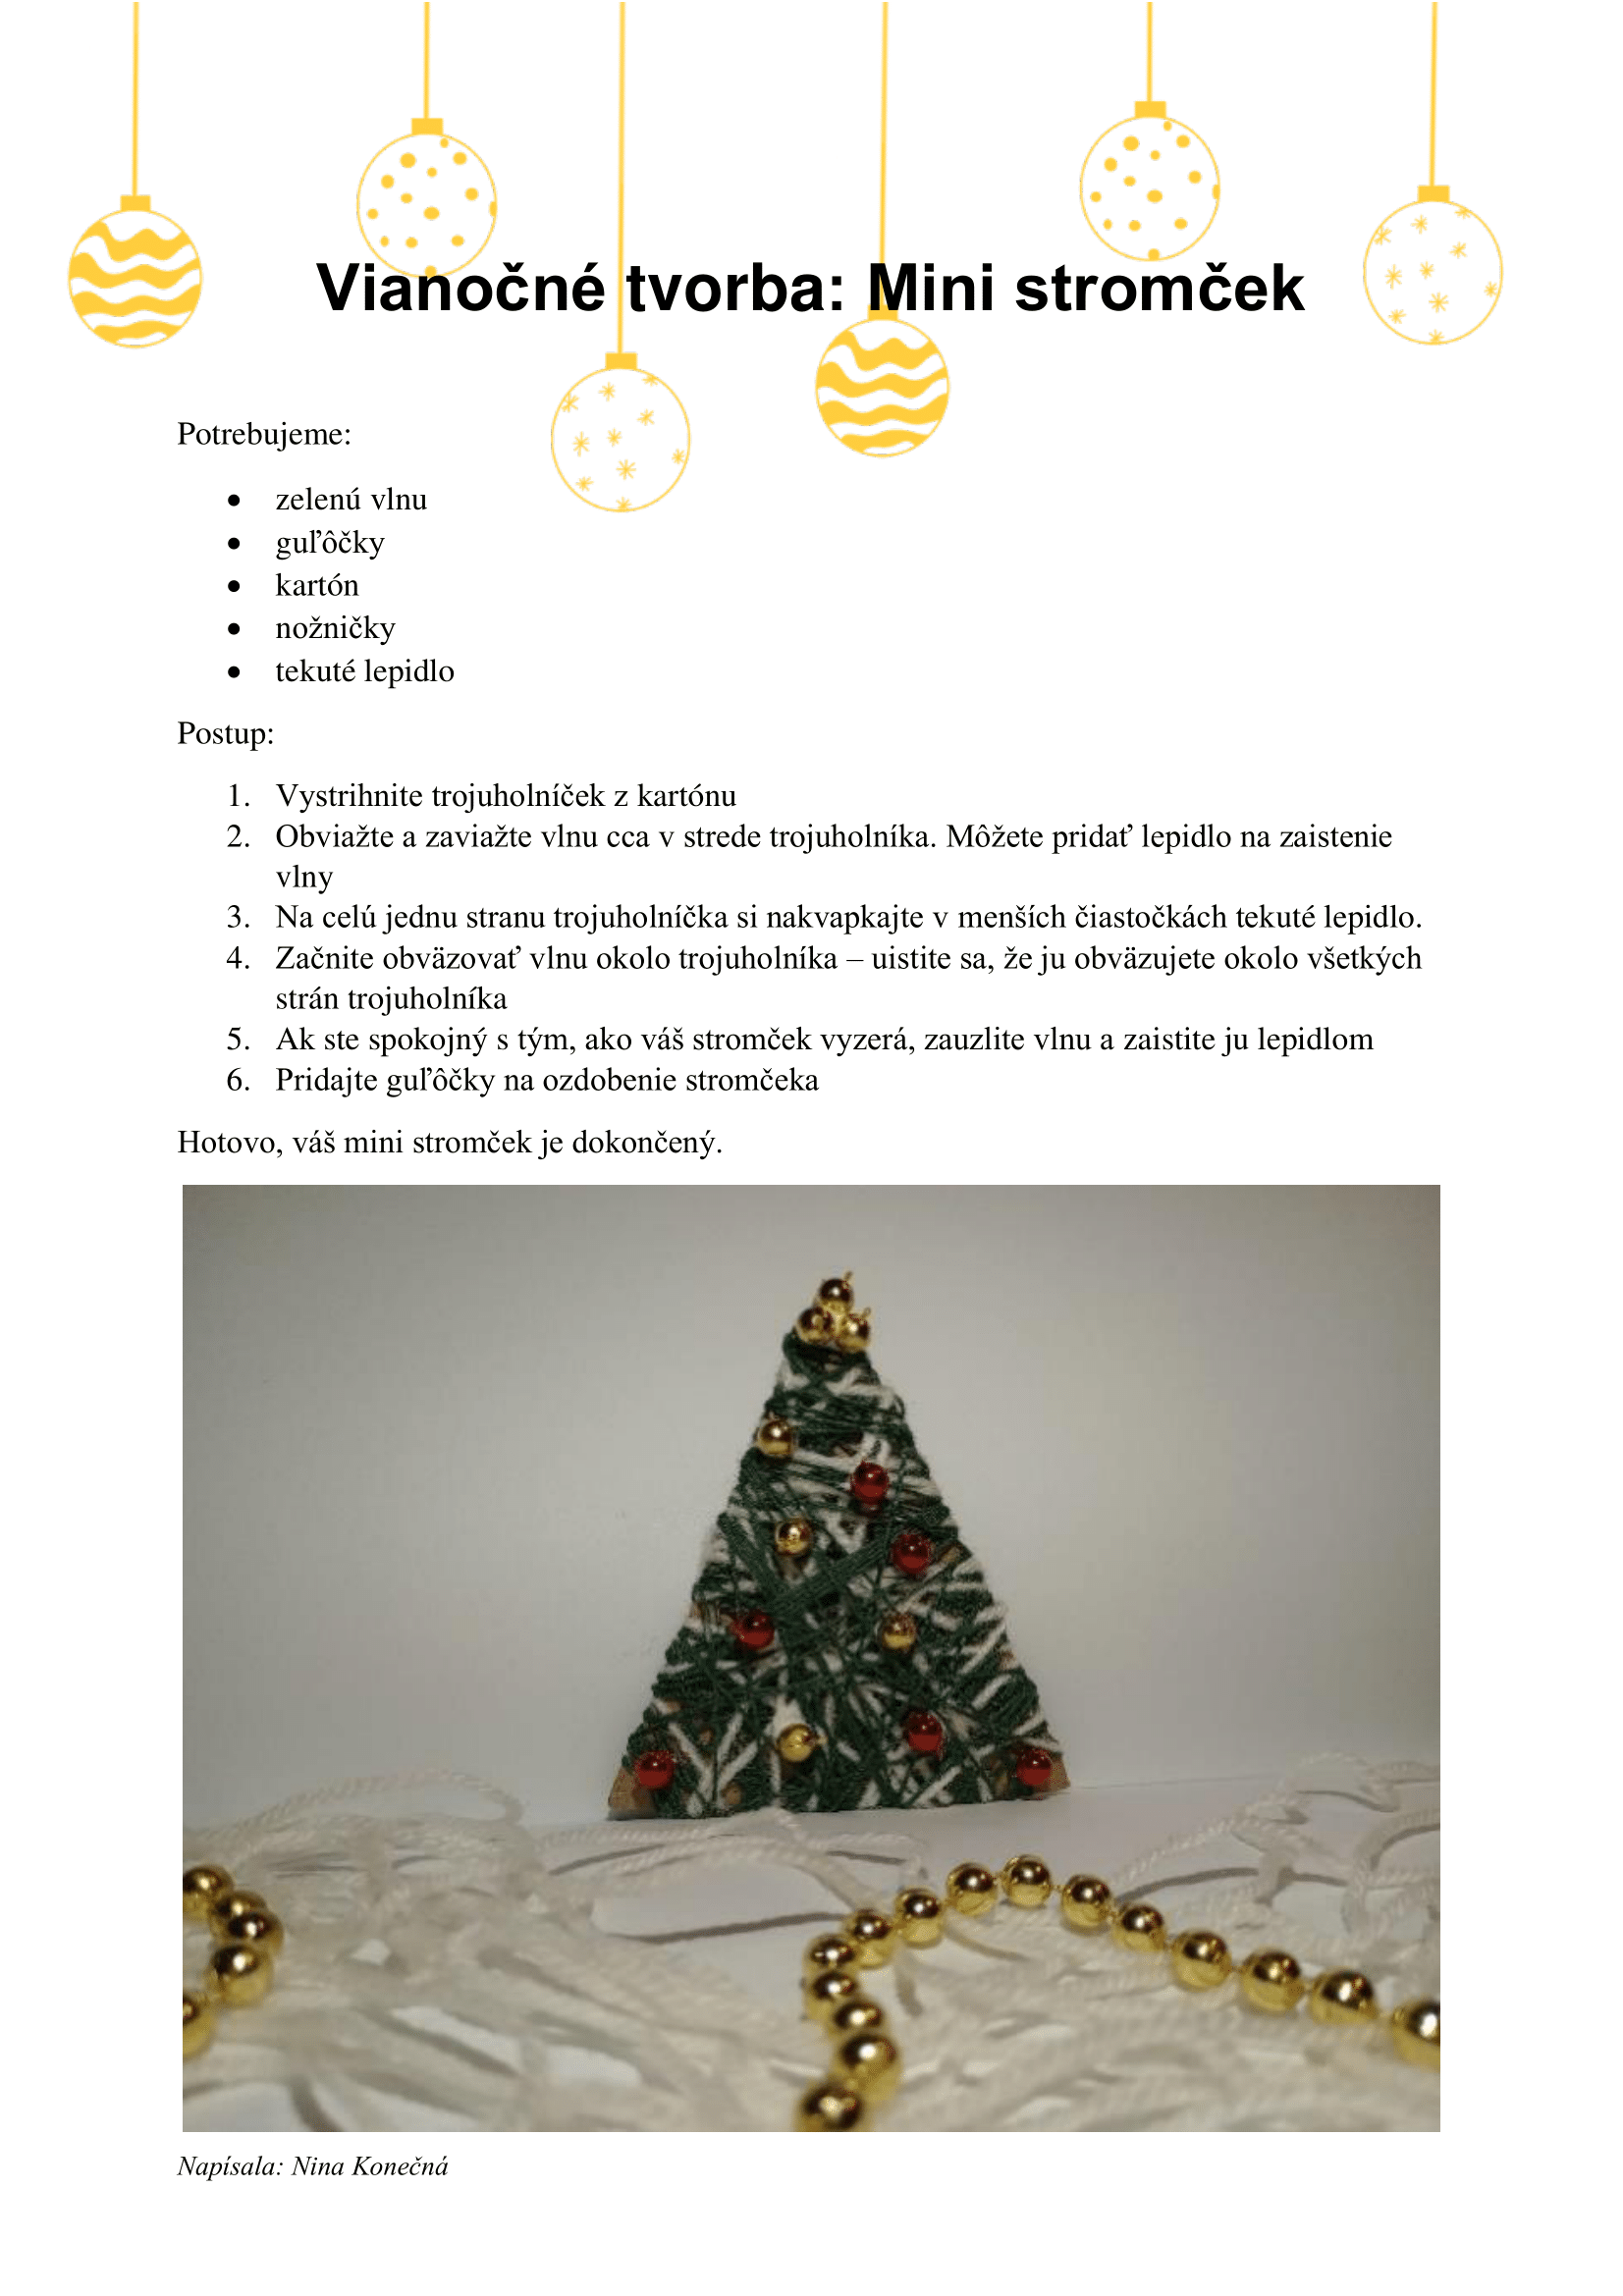 Vianočné tvorba: Mini stromček
Potrebujeme:
• zelenú vlnu
• guľôčky
• kartón
• nožničky
• tekuté lepidlo
Postup:
1. Vystrihnite trojuholníček z kartónu
2. Obviažte a zaviažte vlnu cca v strede trojuholníka. Môžete pridať lepidlo na zaistenie
vlny
3. Na celú jednu stranu trojuholníčka si nakvapkajte v menších čiastočkách tekuté lepidlo.
4. Začnite obväzovať vlnu okolo trojuholníka – uistite sa, že ju obväzujete okolo všetkých
strán trojuholníka
5. Ak ste spokojný s tým, ako váš stromček vyzerá, zauzlite vlnu a zaistite ju lepidlom
6. Pridajte guľôčky na ozdobenie stromčeka
Hotovo, váš mini stromček je dokončený.
Napísala: Nina Konečná